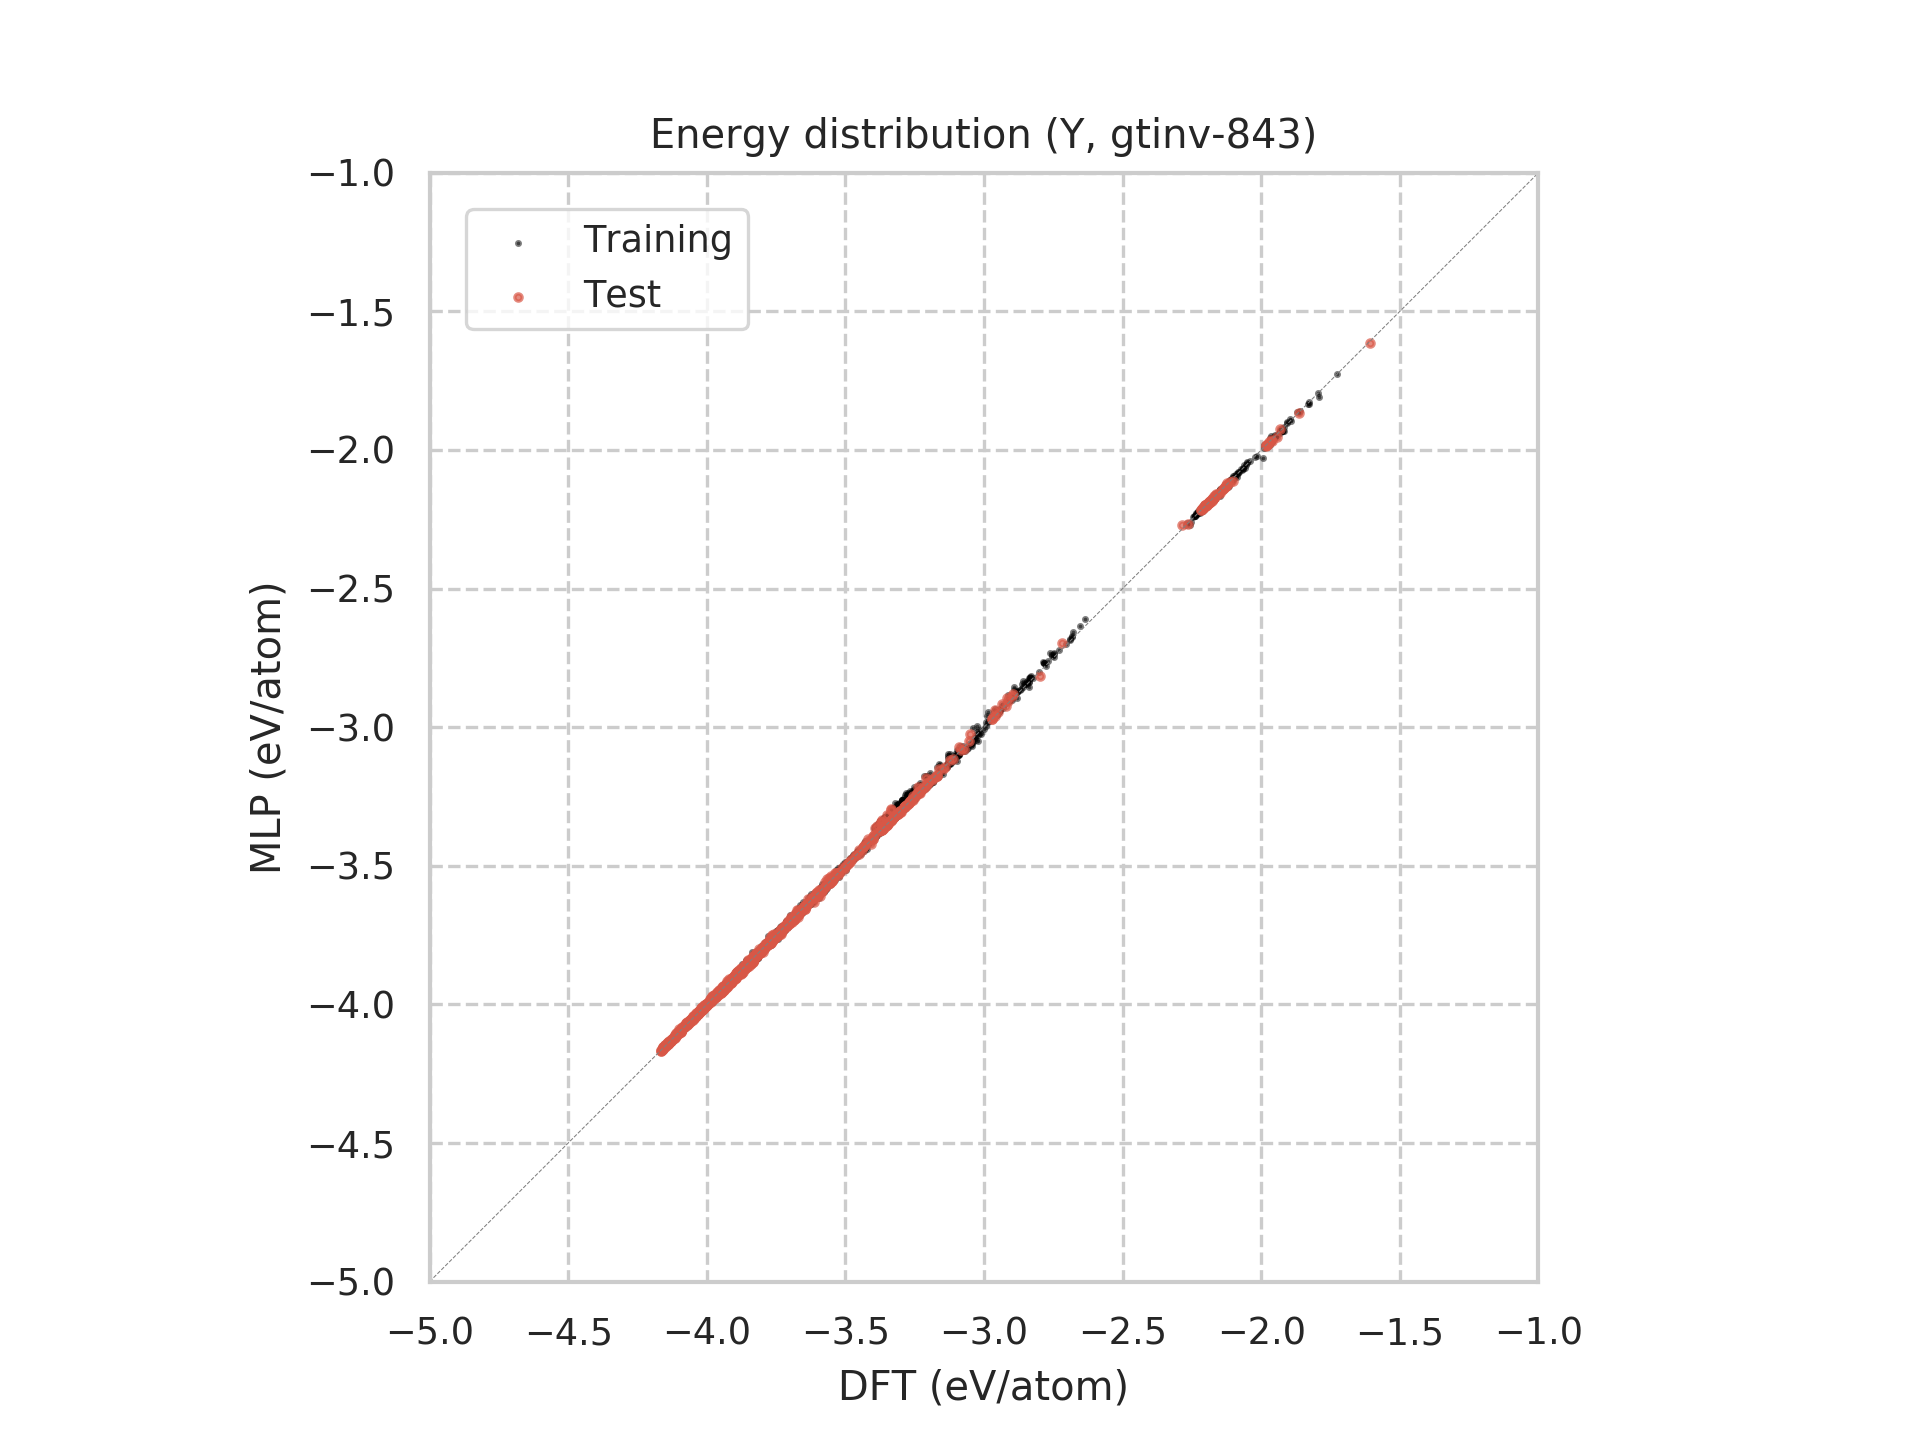 Energy distribution (Y, gtinv-843)
−1.0
−1.5
−2.0
−2.5
−3.0
−3.5
−4.0
−4.5
−5.0
MLP (eV/atom)
Training
Test
−5.0 −4.5 −4.0 −3.5 −3.0 −2.5 −2.0 −1.5 −1.0
DFT (eV/atom)